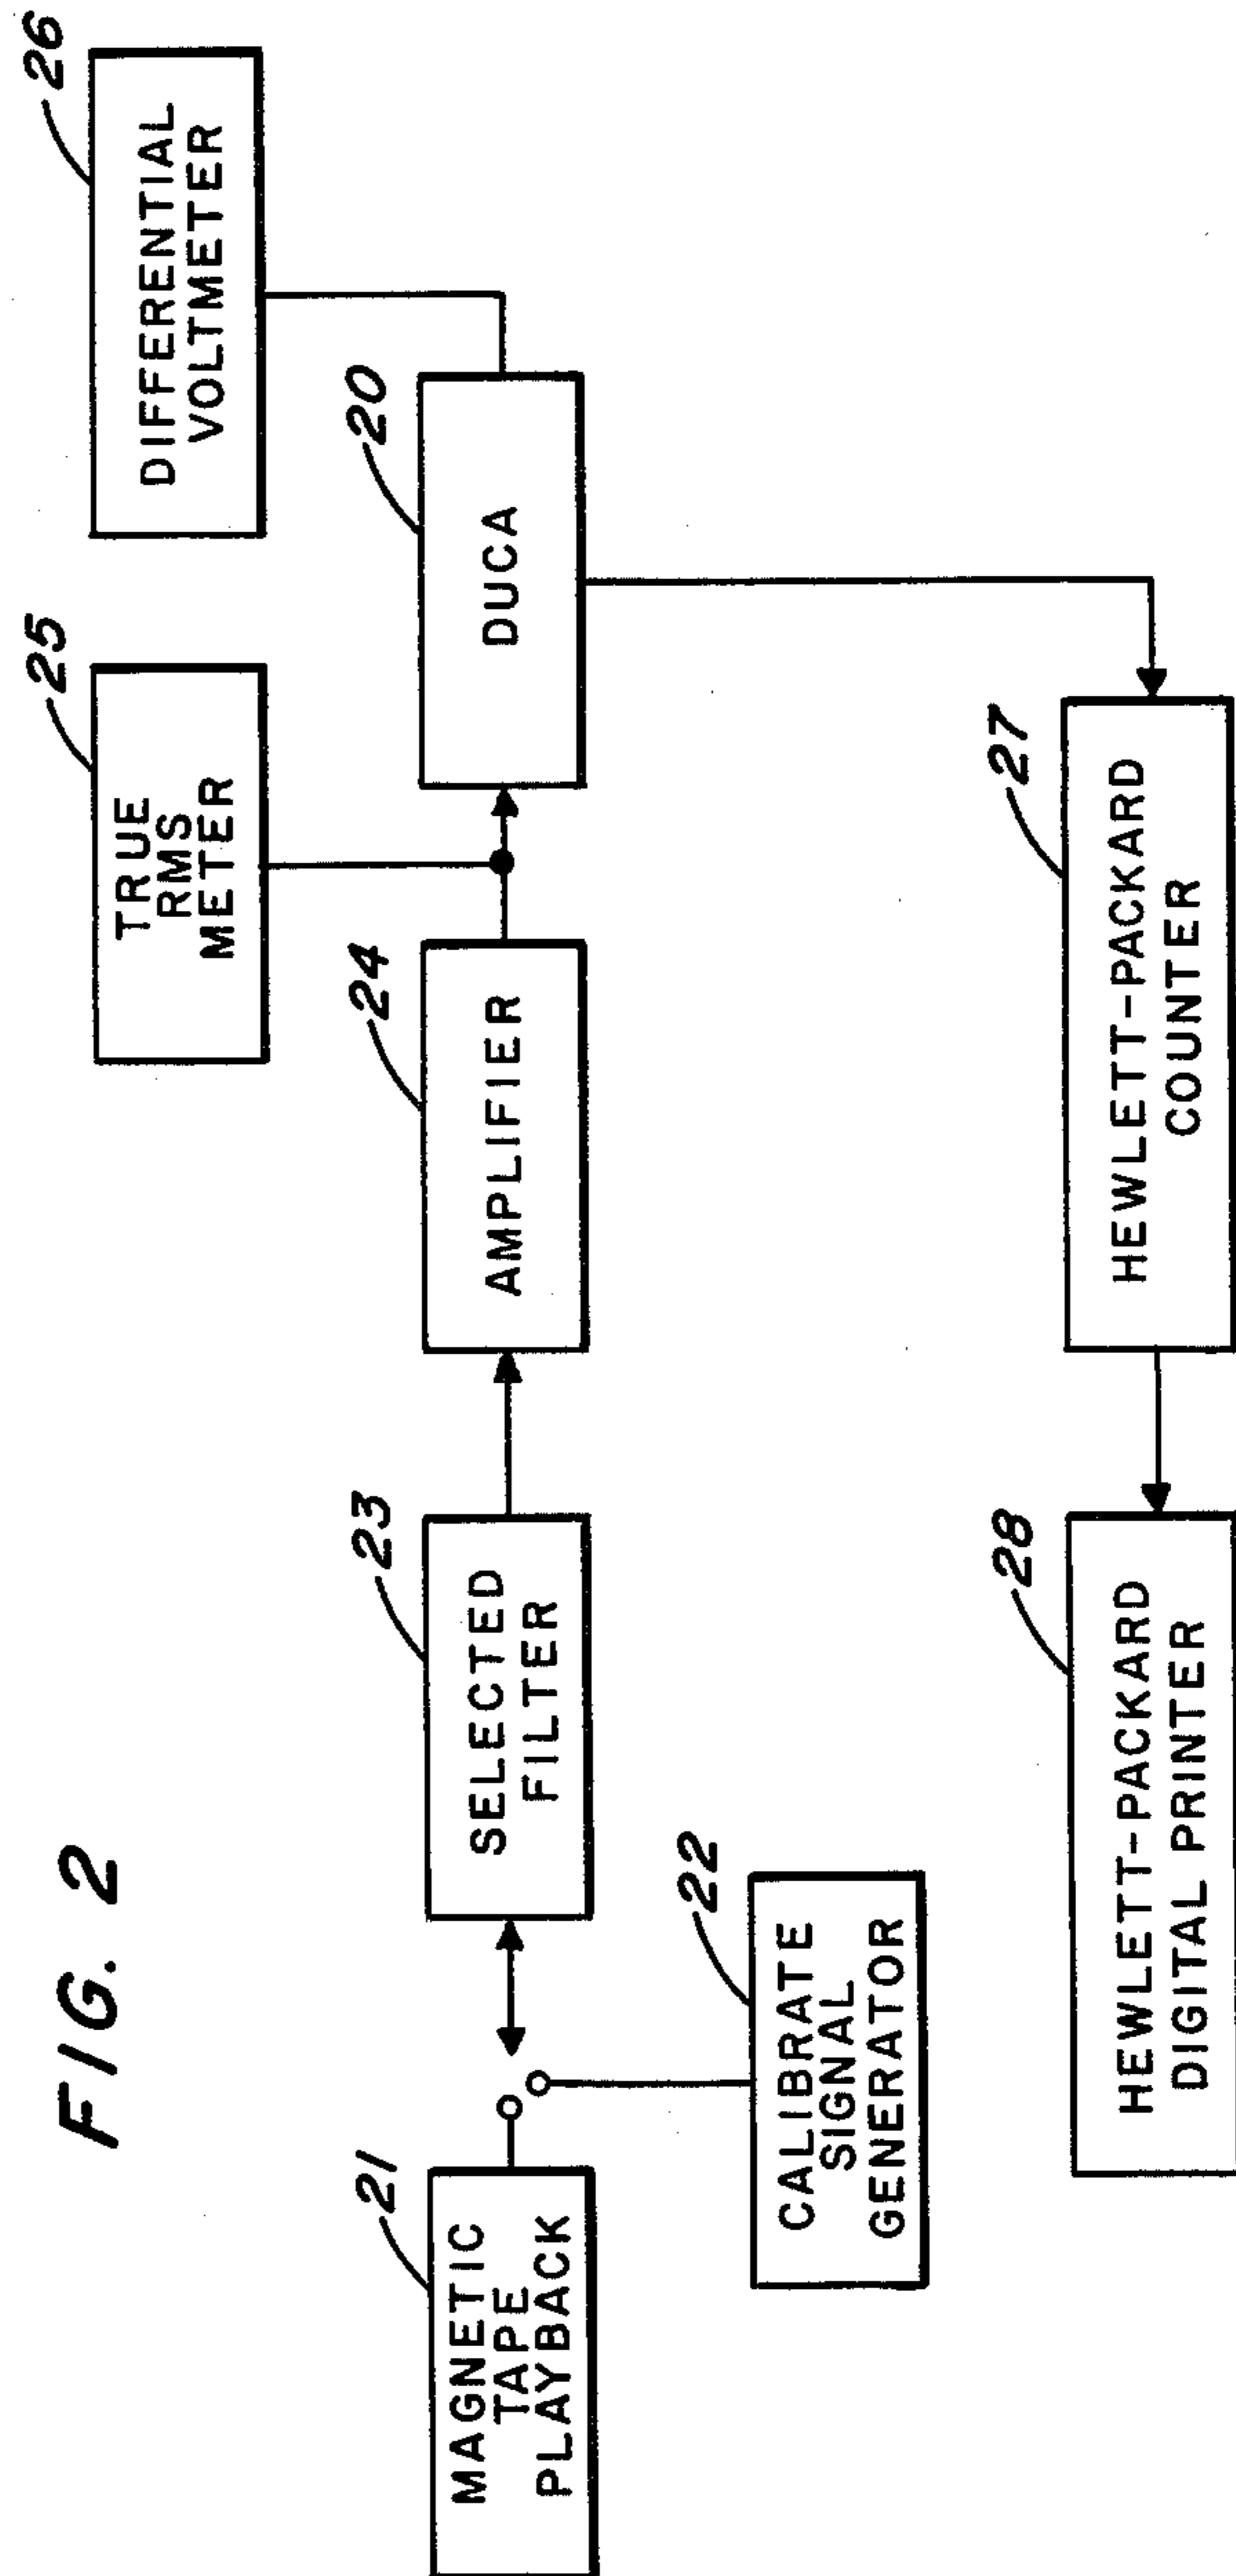 FIG. 2
21
MAGNETIC
TAPE
PLAYBACK
22
CALIBRATE
SIGNAL
GENERATOR
23
SELECTED
FILTER
24
AMPLIFIER
25
TRUE
RMS
METER
20
DUCA
26
DIFFERENTIAL
VOLTMETER
27
HEWLETT-PACKARD
COUNTER
28
HEWLETT-PACKARD
DIGITAL PRINTER